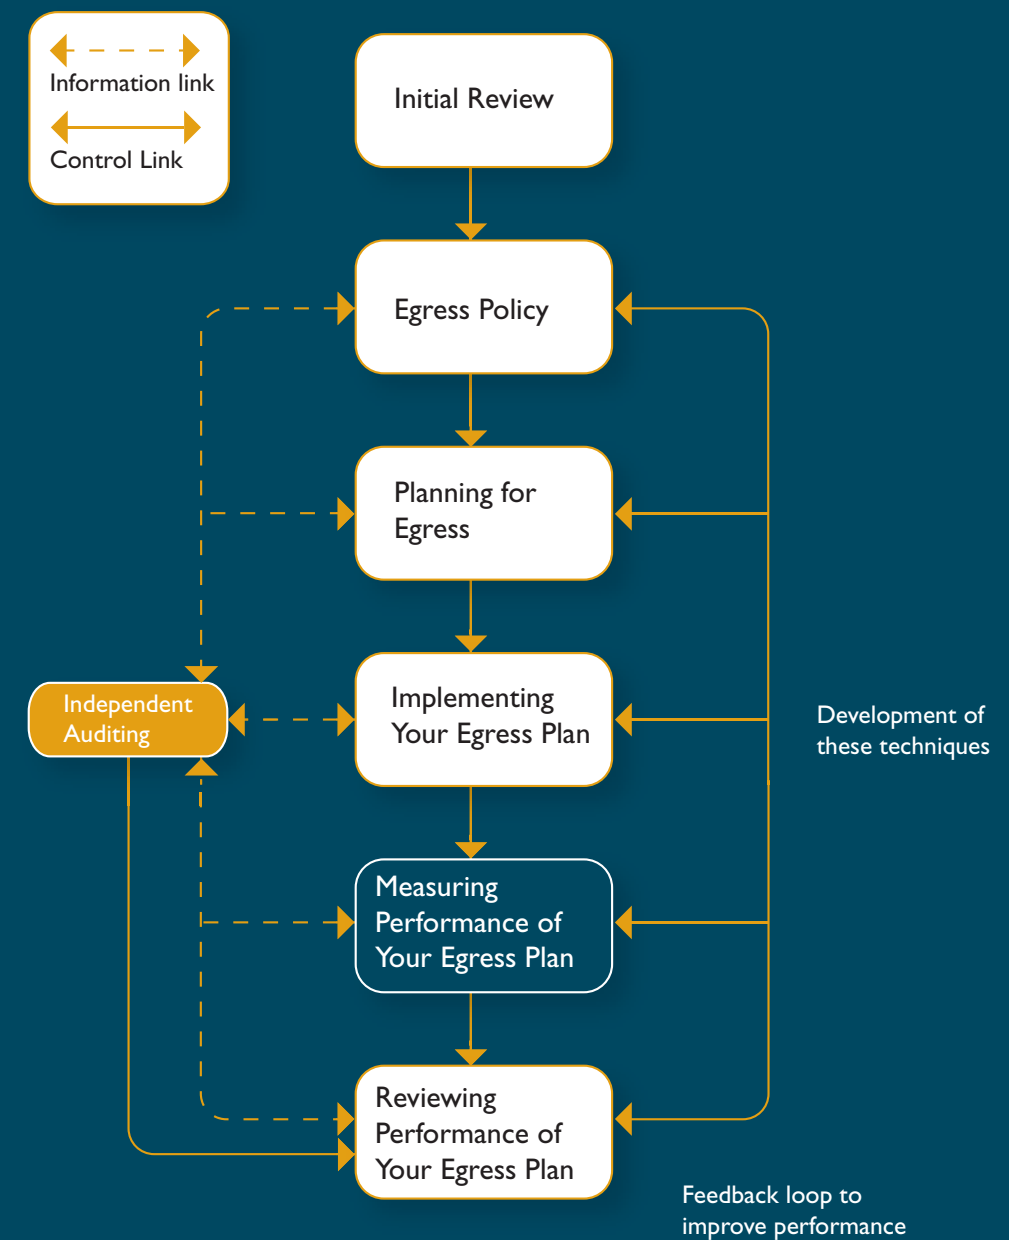 Information link
Control Link
Initial Review
Egress Policy
Planning for
Egress
Implementing
Your Egress Plan
Independent
Auditing
Development of
these techniques
Measuring
Performance of
Your Egress Plan
Reviewing
Performance of
Your Egress Plan
Feedback loop to
improve performance